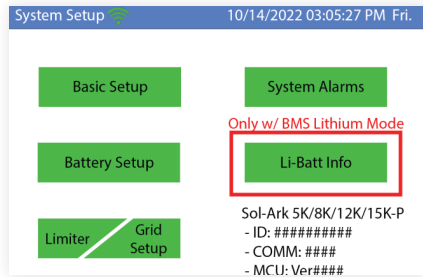 System Setup 10/14/2022 03:05:27 PM Fri.
Basic Setup
System Alarms
Only w/ BMS Lithium Mode
Battery Setup
Li-Batt Info
Limiter
Grid
Setup
Sol-Ark 5K/8K/12K/15K-P
- ID: ##########
- COMM: ####
- MCU: Ver####